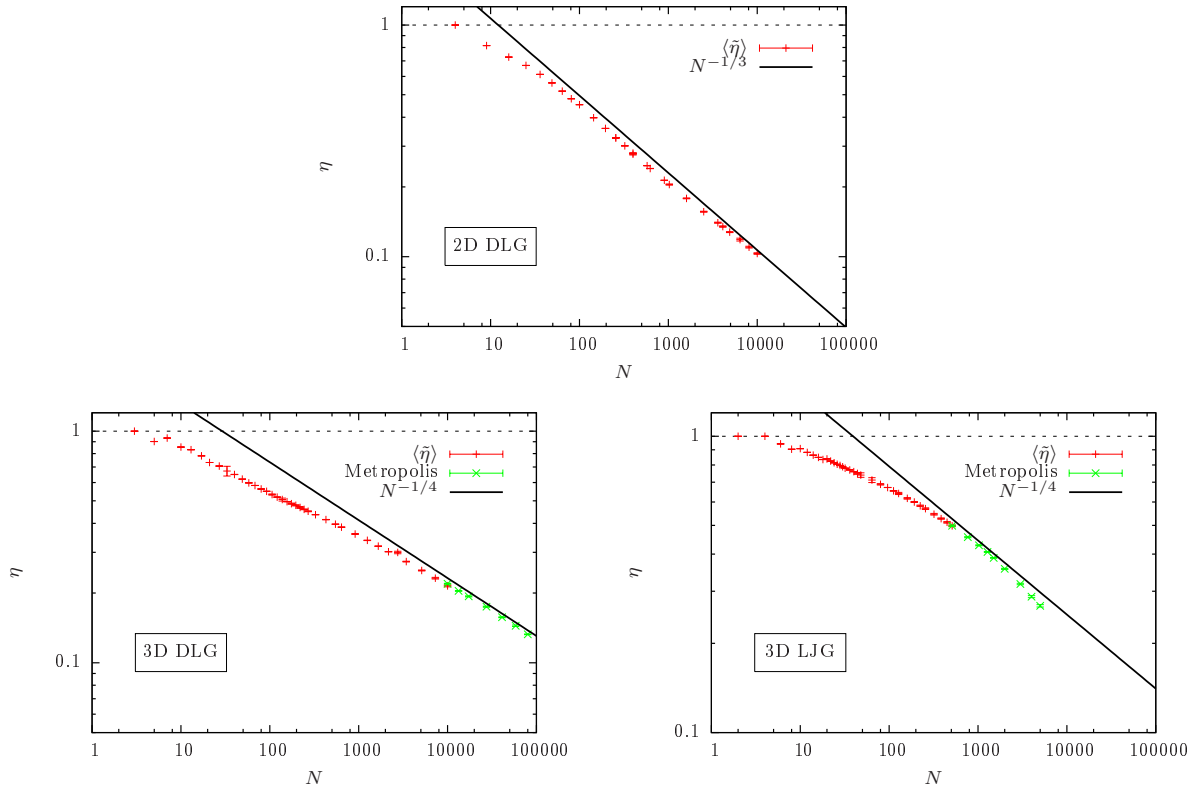 1
⟨η̃⟩
N^{-1/3}
η
2D DLG
0.1
1 10 100 1000 10000 100000
N
1
⟨η̃⟩
Metropolis
N^{-1/4}
η
3D DLG
0.1
1 10 100 1000 10000 100000
N
1
⟨η̃⟩
Metropolis
N^{-1/4}
η
3D LJG
0.1
1 10 100 1000 10000 100000
N